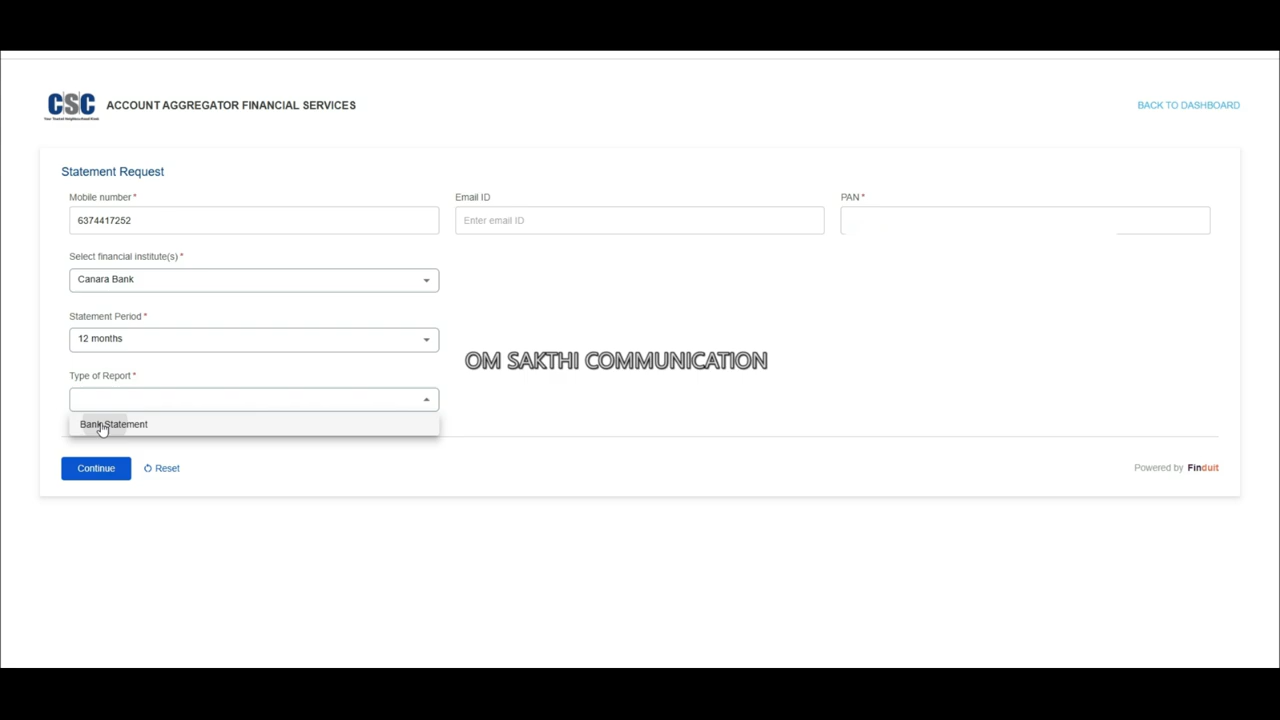 CSC
ACCOUNT AGGREGATOR FINANCIAL SERVICES
BACK TO DASHBOARD
Statement Request
Mobile number *
Email ID
PAN *
6374417252
Enter email ID
Select financial institute(s) *
Canara Bank
Statement Period *
12 months
OM SAKTHI COMMUNICATION
Type of Report *
Bank Statement
Continue
Reset
Powered by Finduit